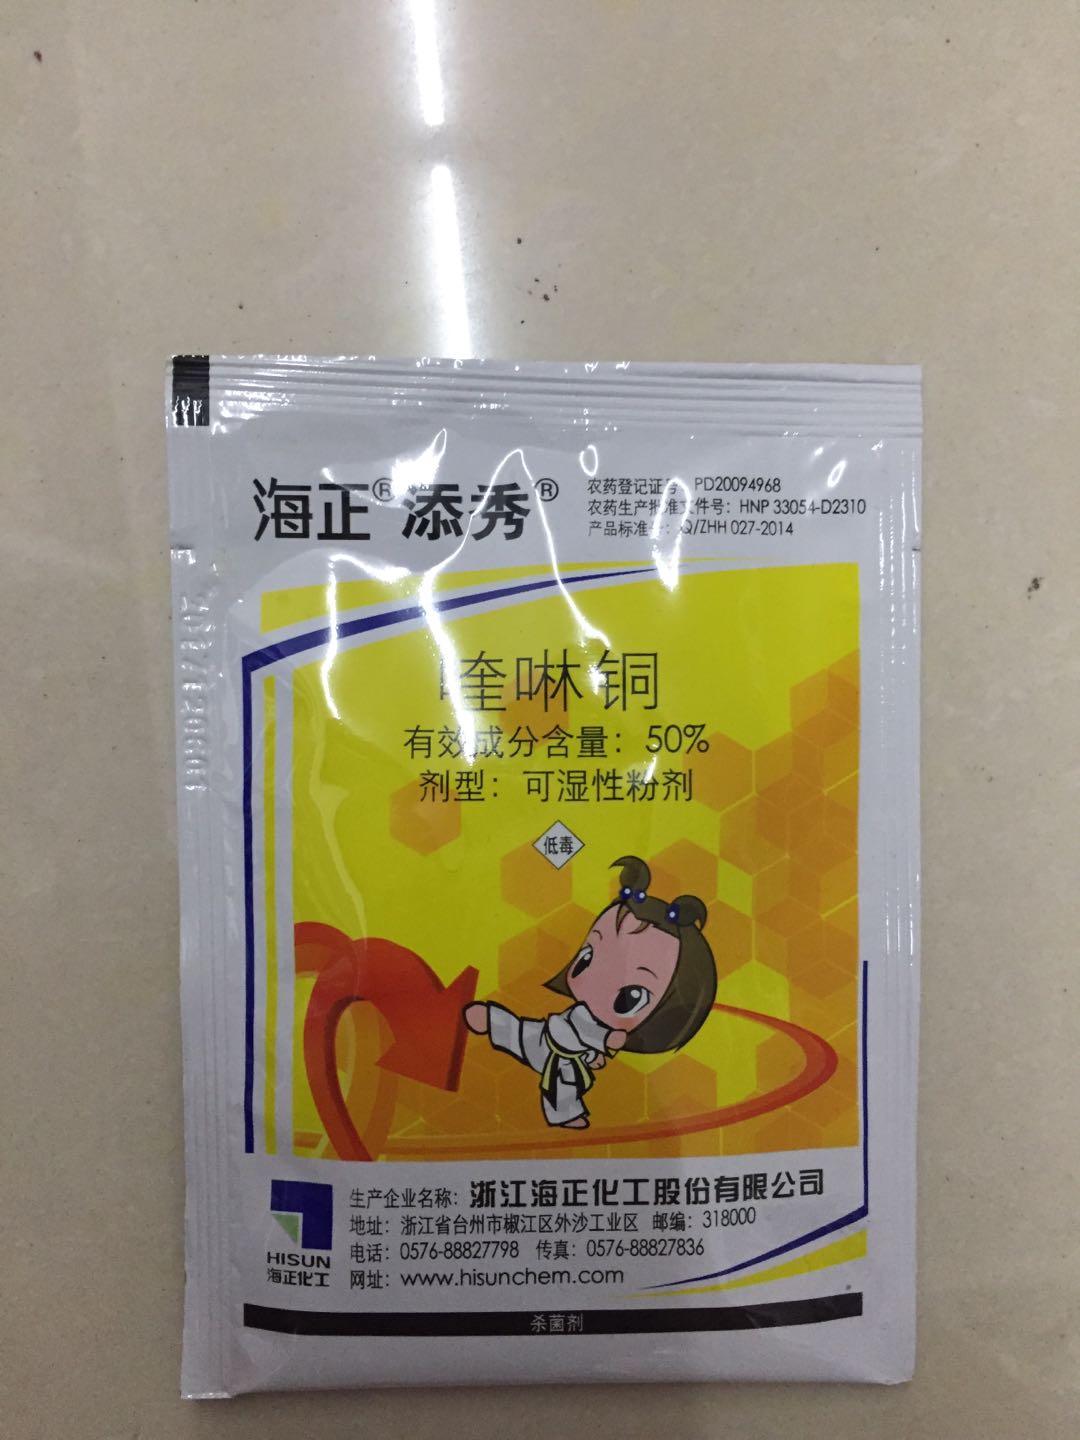 海正® 添秀®
农药登记证号：PD20094968
农药生产批准文件号：HNP 33054-D2310
产品标准号：Q/ZHH 027-2014
喹啉铜
有效成分含量：50%
剂型：可湿性粉剂
低毒
HISUN
海正化工
生产企业名称：浙江海正化工股份有限公司
地址：浙江省台州市椒江区外沙工业区 邮编：318000
电话：0576-88827798 传真：0576-88827836
网址：www.hisunchem.com
杀菌剂